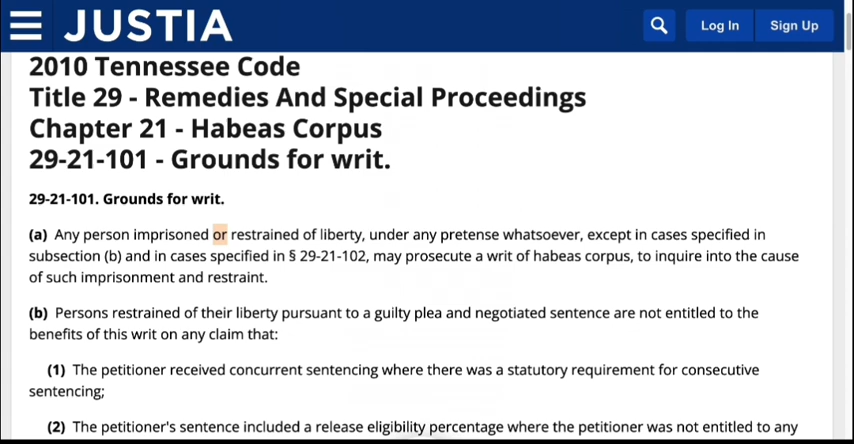 JUSTIA
Log In
Sign Up
2010 Tennessee Code
Title 29 - Remedies And Special Proceedings
Chapter 21 - Habeas Corpus
29-21-101 - Grounds for writ.
29-21-101. Grounds for writ.
(a) Any person imprisoned or restrained of liberty, under any pretense whatsoever, except in cases specified in
subsection (b) and in cases specified in § 29-21-102, may prosecute a writ of habeas corpus, to inquire into the cause
of such imprisonment and restraint.
(b) Persons restrained of their liberty pursuant to a guilty plea and negotiated sentence are not entitled to the
benefits of this writ on any claim that:
(1) The petitioner received concurrent sentencing where there was a statutory requirement for consecutive
sentencing;
(2) The petitioner's sentence included a release eligibility percentage where the petitioner was not entitled to any